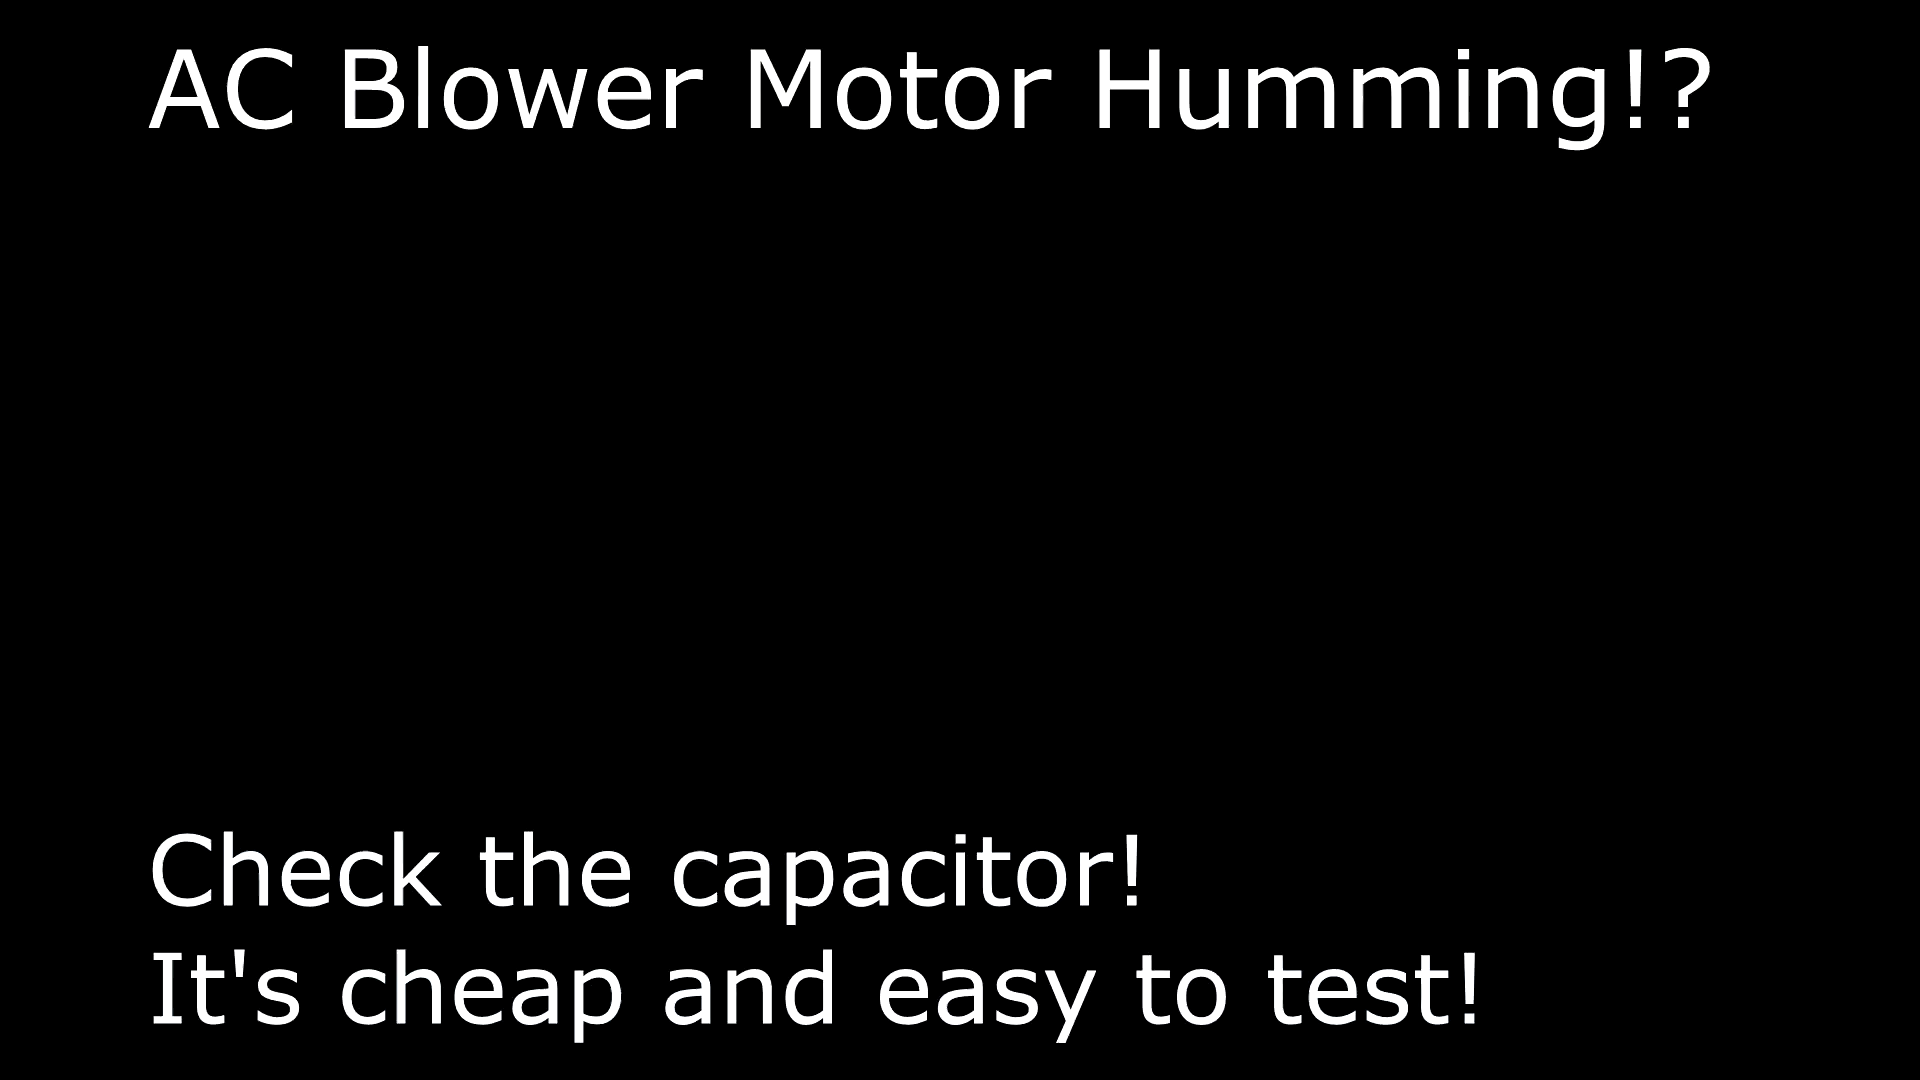 AC Blower Motor Humming!?
Check the capacitor!
It's cheap and easy to test!